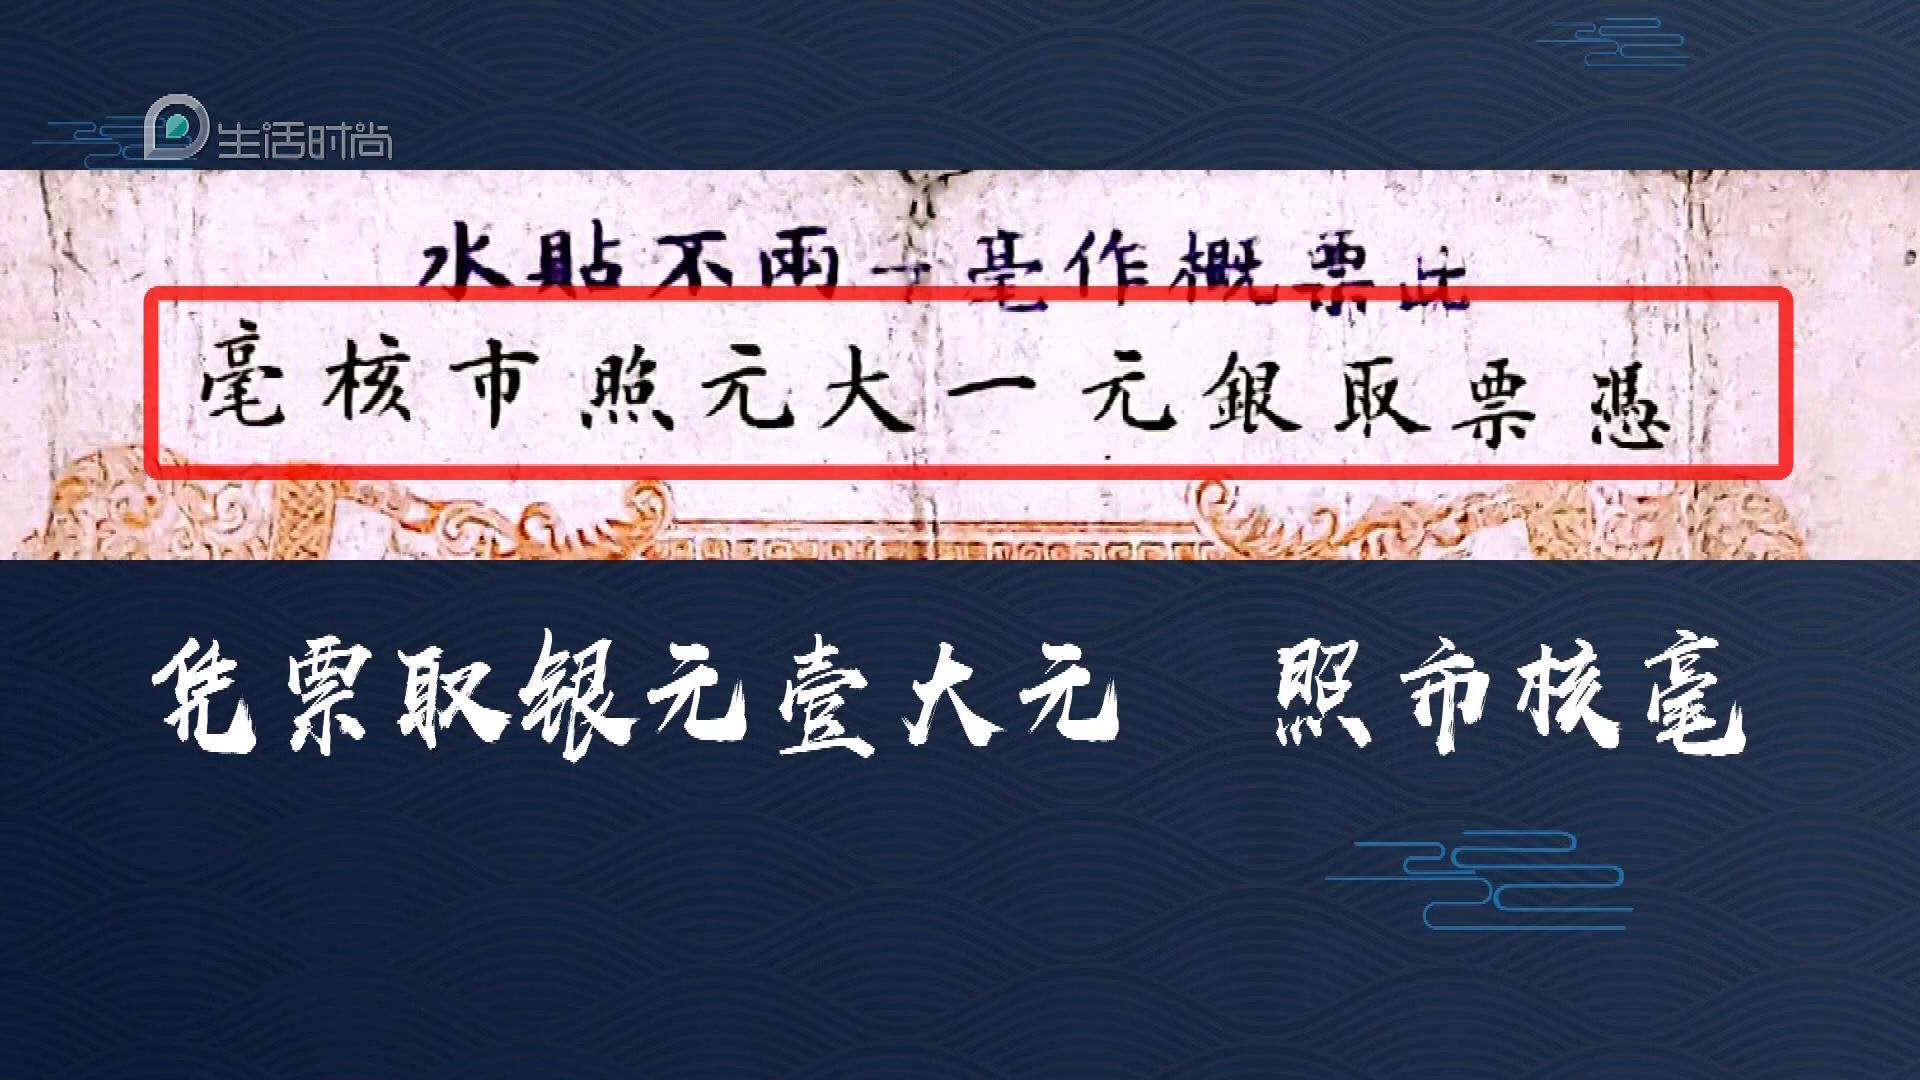 生活时尚
此票概作毫一兩不貼水
憑票取銀元一大元照市核毫
凭票取银元壹大元 照市核毫